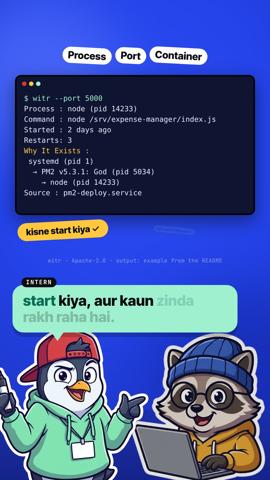 Process Port Container
$ witr --port 5000
Process : node (pid 14233)
Command : node /srv/expense-manager/index.js
Started : 2 days ago
Restarts: 3
Why It Exists :
systemd (pid 1)
→ PM2 v5.3.1: God (pid 5034)
→ node (pid 14233)
Source : pm2-deploy.service
kisne start kiya ✓
witr · Apache-2.0 · output: example from the README
INTERN
start kiya, aur kaun zinda
rakh raha hai.